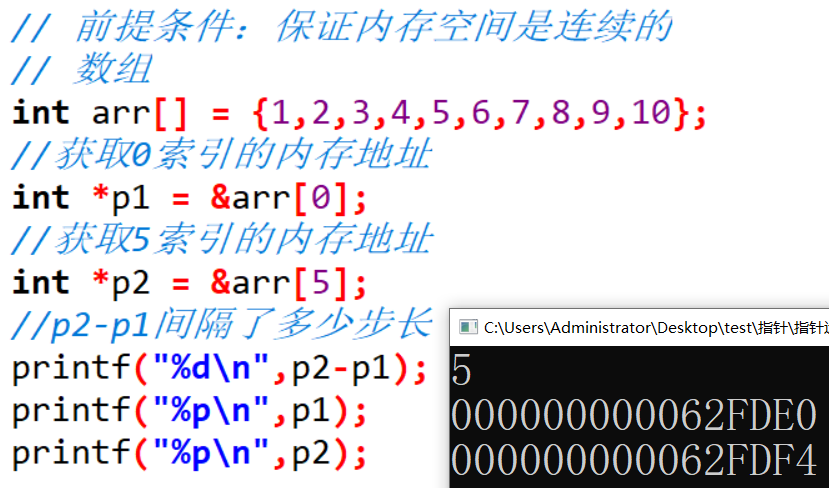 // 前提条件：保证内存空间是连续的
// 数组
int arr[] = {1,2,3,4,5,6,7,8,9,10};
//获取0索引的内存地址
int *p1 = &arr[0];
//获取5索引的内存地址
int *p2 = &arr[5];
//p2-p1间隔了多少步长
printf("%d\n",p2-p1);
printf("%p\n",p1);
printf("%p\n",p2);
C:\Users\Administrator\Desktop\test\指针\指针
5
000000000062FDE0
000000000062FDF4